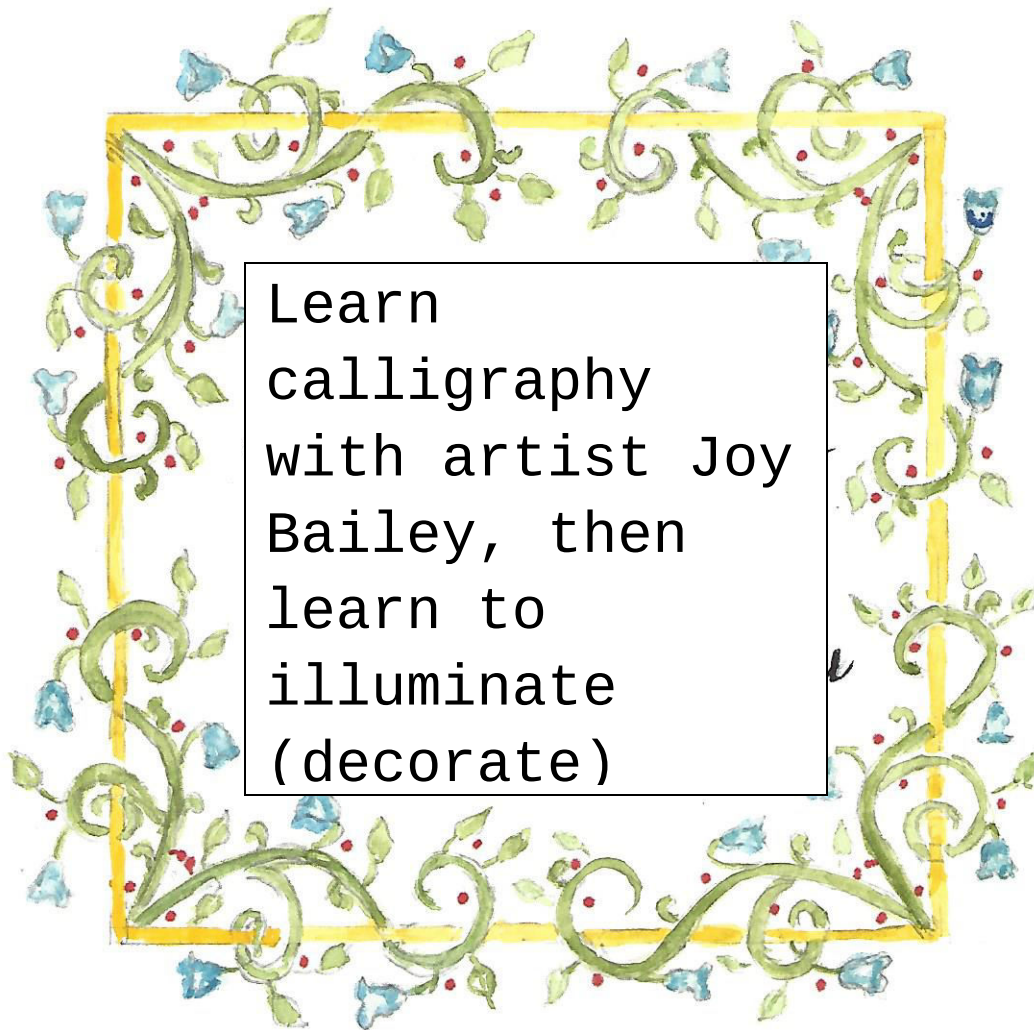 Learn
calligraphy
with artist Joy
Bailey, then
learn to
illuminate
(decorate)